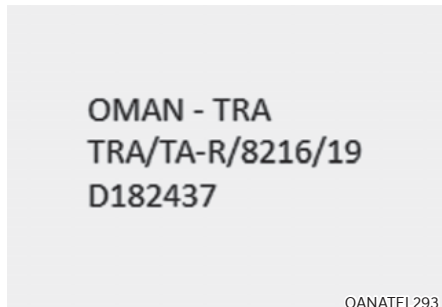 OMAN - TRA
TRA/TA-R/8216/19
D182437
OANATEL293